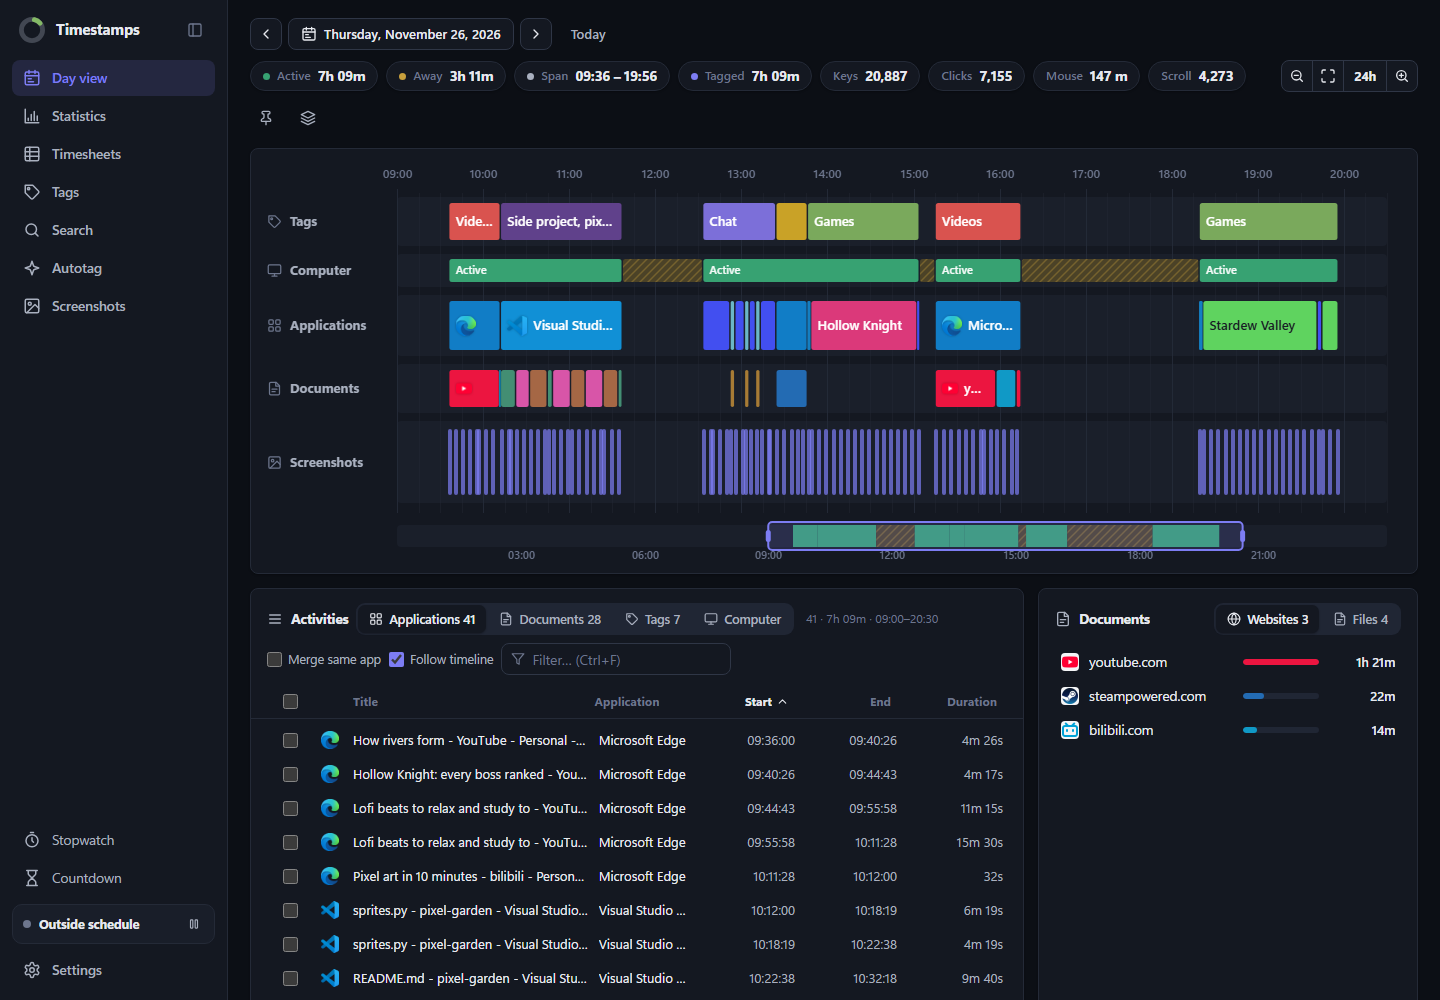 Timestamps
Day view
Statistics
Timesheets
Tags
Search
Autotag
Screenshots
Stopwatch
Countdown
Outside schedule
Settings
Thursday, November 26, 2026
Today
Active 7h 09m
Away 3h 11m
Span 09:36 – 19:56
Tagged 7h 09m
Keys 20,887
Clicks 7,155
Mouse 147 m
Scroll 4,273
24h
09:00 10:00 11:00 12:00 13:00 14:00 15:00 16:00 17:00 18:00 19:00 20:00
Tags
Vide... Side project, pix... Chat Games Videos Games
Computer
Active Active Active Active
Applications
Visual Studi... Hollow Knight Micro... Stardew Valley
Documents
y...
Screenshots
03:00 06:00 09:00 12:00 15:00 18:00 21:00
Activities
Applications 41
Documents 28
Tags 7
Computer
41 · 7h 09m · 09:00–20:30
Merge same app
Follow timeline
Filter... (Ctrl+F)
Title Application Start End Duration
How rivers form - YouTube - Personal -... Microsoft Edge 09:36:00 09:40:26 4m 26s
Hollow Knight: every boss ranked - You... Microsoft Edge 09:40:26 09:44:43 4m 17s
Lofi beats to relax and study to - YouTu... Microsoft Edge 09:44:43 09:55:58 11m 15s
Lofi beats to relax and study to - YouTu... Microsoft Edge 09:55:58 10:11:28 15m 30s
Pixel art in 10 minutes - bilibili - Person... Microsoft Edge 10:11:28 10:12:00 32s
sprites.py - pixel-garden - Visual Studio... Visual Studio ... 10:12:00 10:18:19 6m 19s
sprites.py - pixel-garden - Visual Studio... Visual Studio ... 10:18:19 10:22:38 4m 19s
README.md - pixel-garden - Visual Stu... Visual Studio ... 10:22:38 10:32:18 9m 40s
Documents
Websites 3
Files 4
youtube.com 1h 21m
steampowered.com 22m
bilibili.com 14m